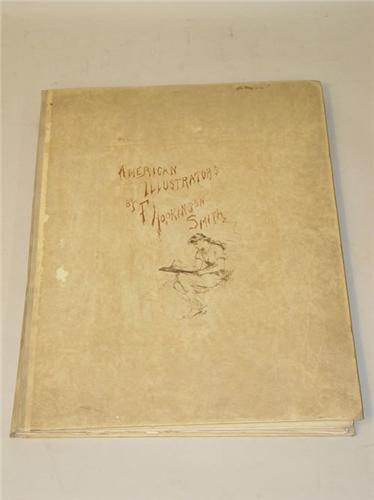 AMERICAN
ILLUSTRATORS
BY F HOPKINSON
SMITH